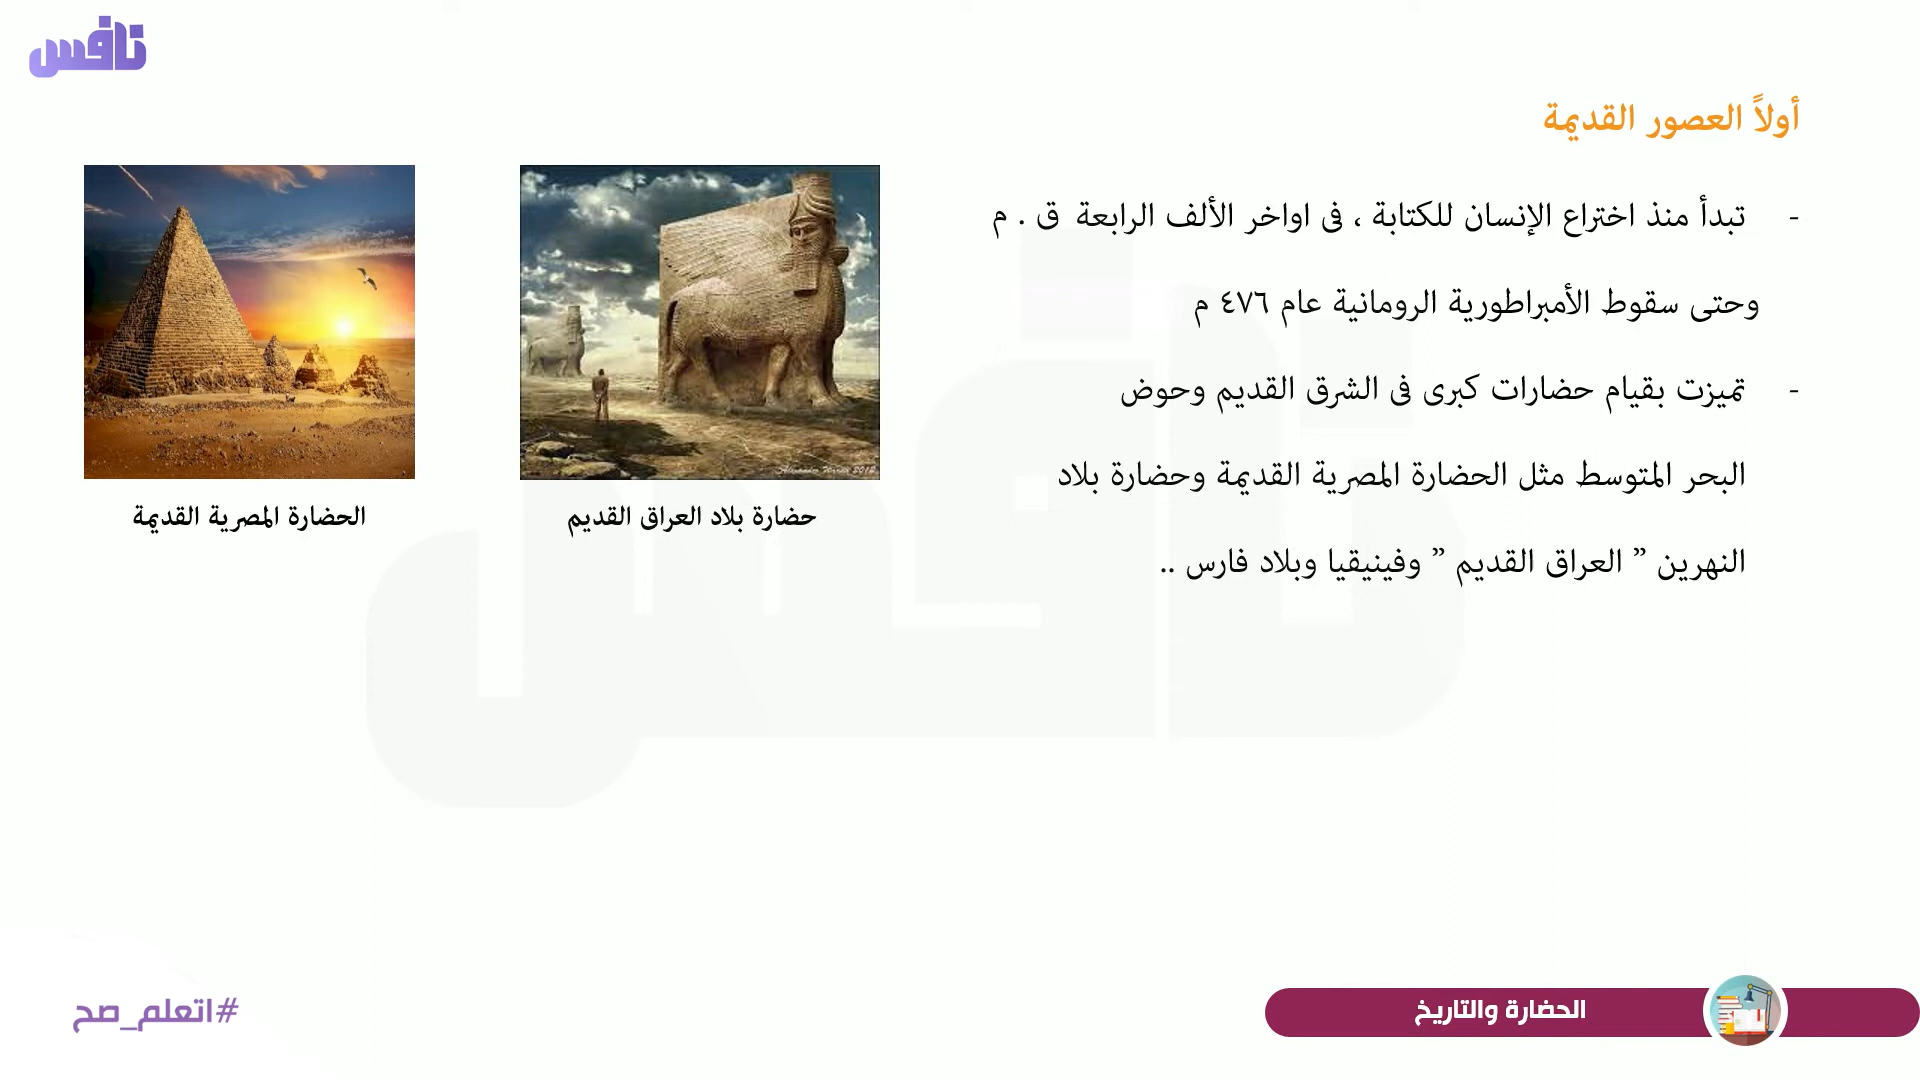 نافس
أولاً العصور القديمة
- تبدأ منذ اختراع الإنسان للكتابة ، فى اواخر الألف الرابعة ق . م
وحتى سقوط الأمبراطورية الرومانية عام ٤٧٦ م
- تميزت بقيام حضارات كبرى فى الشرق القديم وحوض
البحر المتوسط مثل الحضارة المصرية القديمة وحضارة بلاد
النهرين ” العراق القديم ” وفينيقيا وبلاد فارس ..
حضارة بلاد العراق القديم
الحضارة المصرية القديمة
الحضارة والتاريخ
#اتعلم_صح